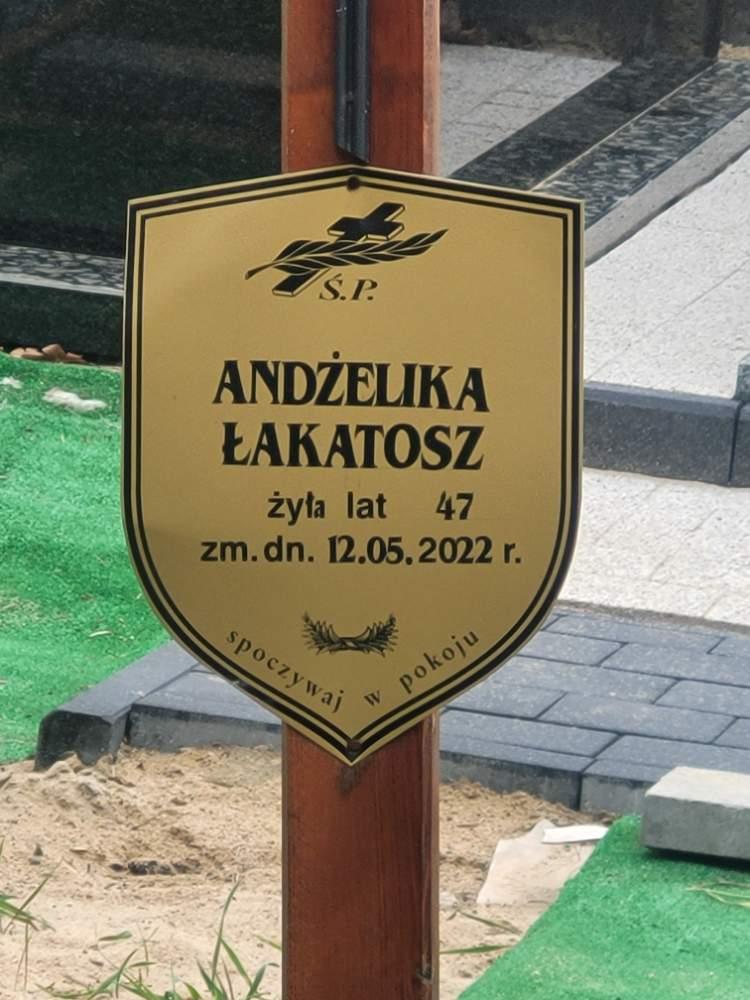 Ś.P.
ANDŻELIKA
ŁAKATOSZ
żyła lat 47
zm. dn. 12.05.2022 r.
spoczywaj w pokoju